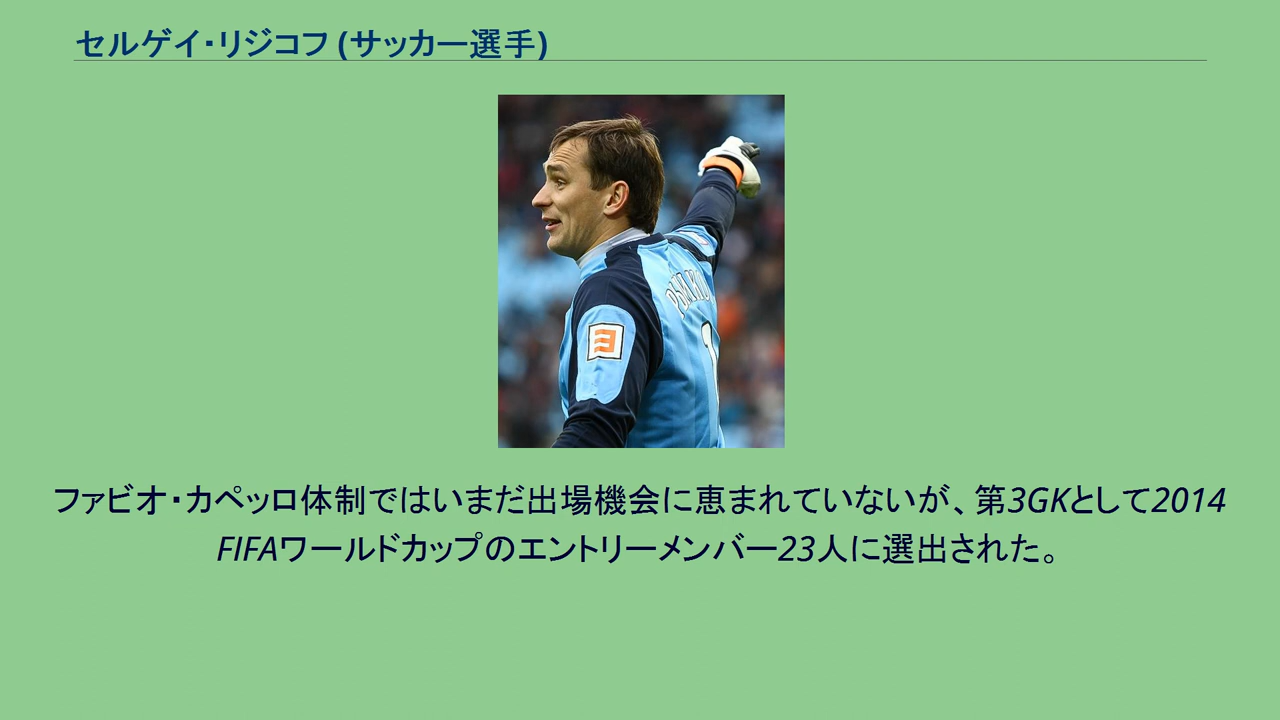 セルゲイ・リジコフ (サッカー選手)
ファビオ・カペッロ体制ではいまだ出場機会に恵まれていないが、第3GKとして2014
FIFAワールドカップのエントリーメンバー23人に選出された。